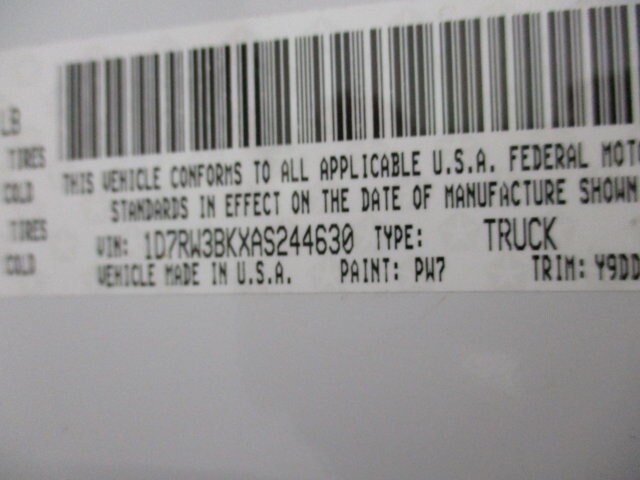 LB
TIRES
COLD
TIRES
COLD
THIS VEHICLE CONFORMS TO ALL APPLICABLE U.S.A. FEDERAL MOTO
STANDARDS IN EFFECT ON THE DATE OF MANUFACTURE SHOWN
VIN: 1D7RW3BKXAS244630 TYPE: TRUCK
VEHICLE MADE IN U.S.A. PAINT: PW7 TRIM: Y9DD